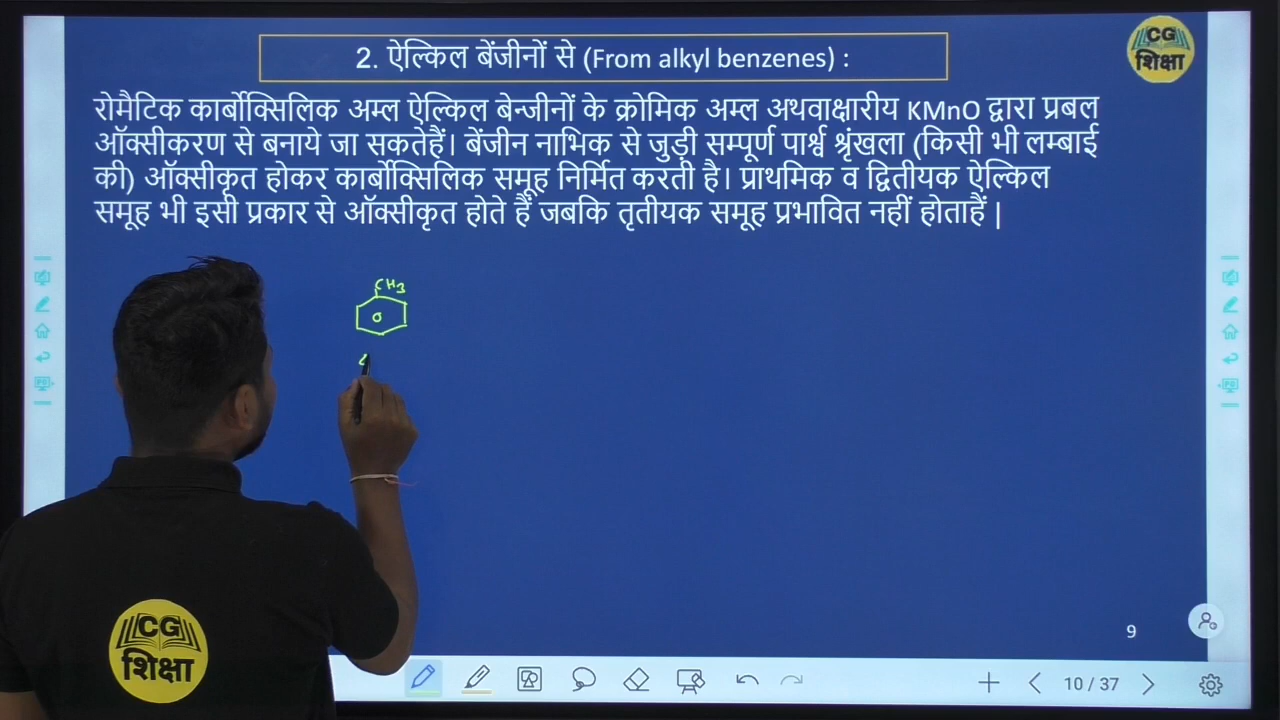 2. ऐल्किल बेंजीनों से (From alkyl benzenes) :
CG
शिक्षा
रोमैटिक कार्बोक्सिलिक अम्ल ऐल्किल बेन्जीनों के क्रोमिक अम्ल अथवाक्षारीय KMnO द्वारा प्रबल
ऑक्सीकरण से बनाये जा सकतेहैं। बेंजीन नाभिक से जुड़ी सम्पूर्ण पार्श्व श्रृंखला (किसी भी लम्बाई
की) ऑक्सीकृत होकर कार्बोक्सिलिक समूह निर्मित करती है। प्राथमिक व द्वितीयक ऐल्किल
समूह भी इसी प्रकार से ऑक्सीकृत होते हैं जबकि तृतीयक समूह प्रभावित नहीं होताहैं |
CH3
CG
शिक्षा
9
10 / 37